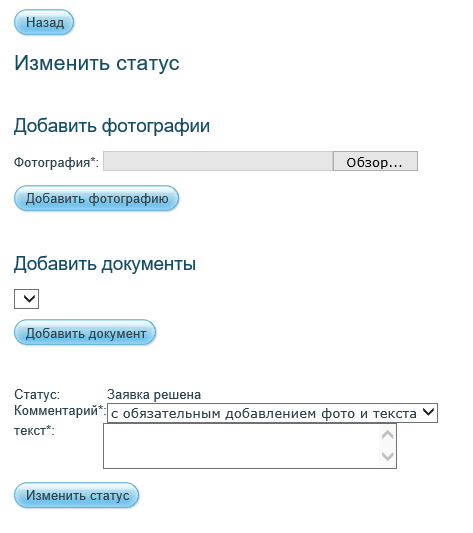 Назад
Изменить статус
Добавить фотографии
Фотография*: Обзор...
Добавить фотографию
Добавить документы
Добавить документ
Статус: Заявка решена
Комментарий*: с обязательным добавлением фото и текста
текст*:
Изменить статус